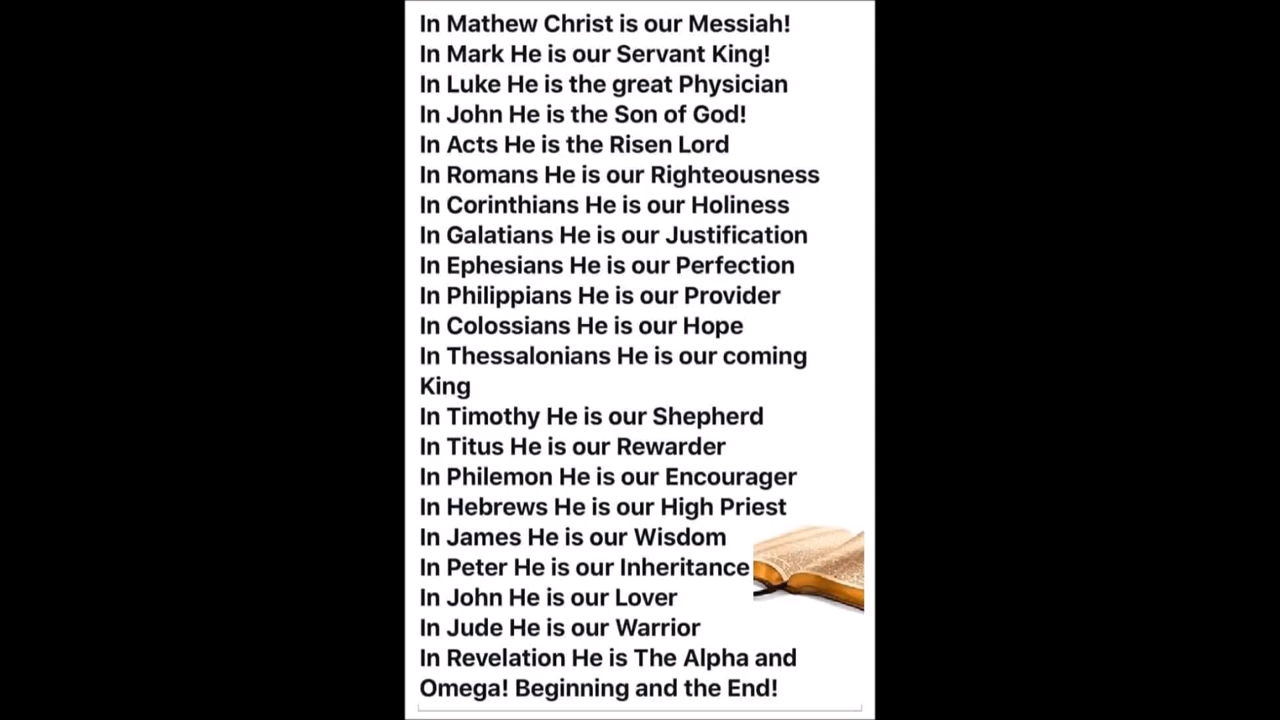 In Mathew Christ is our Messiah!
In Mark He is our Servant King!
In Luke He is the great Physician
In John He is the Son of God!
In Acts He is the Risen Lord
In Romans He is our Righteousness
In Corinthians He is our Holiness
In Galatians He is our Justification
In Ephesians He is our Perfection
In Philippians He is our Provider
In Colossians He is our Hope
In Thessalonians He is our coming
King
In Timothy He is our Shepherd
In Titus He is our Rewarder
In Philemon He is our Encourager
In Hebrews He is our High Priest
In James He is our Wisdom
In Peter He is our Inheritance
In John He is our Lover
In Jude He is our Warrior
In Revelation He is The Alpha and
Omega! Beginning and the End!